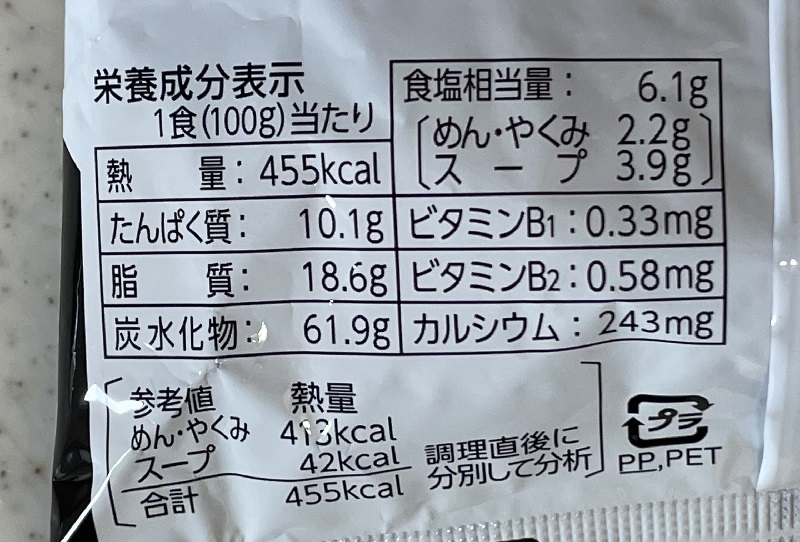 栄養成分表示
1食(100g)当たり
熱量：455kcal
たんぱく質：10.1g
脂質：18.6g
炭水化物：61.9g
食塩相当量：6.1g
めん・やくみ 2.2g
スープ 3.9g
ビタミンB1：0.33mg
ビタミンB2：0.58mg
カルシウム：243mg
参考値 熱量
めん・やくみ 413kcal
スープ 42kcal
合計 455kcal
調理直後に
分別して分析
プラ
PP,PET